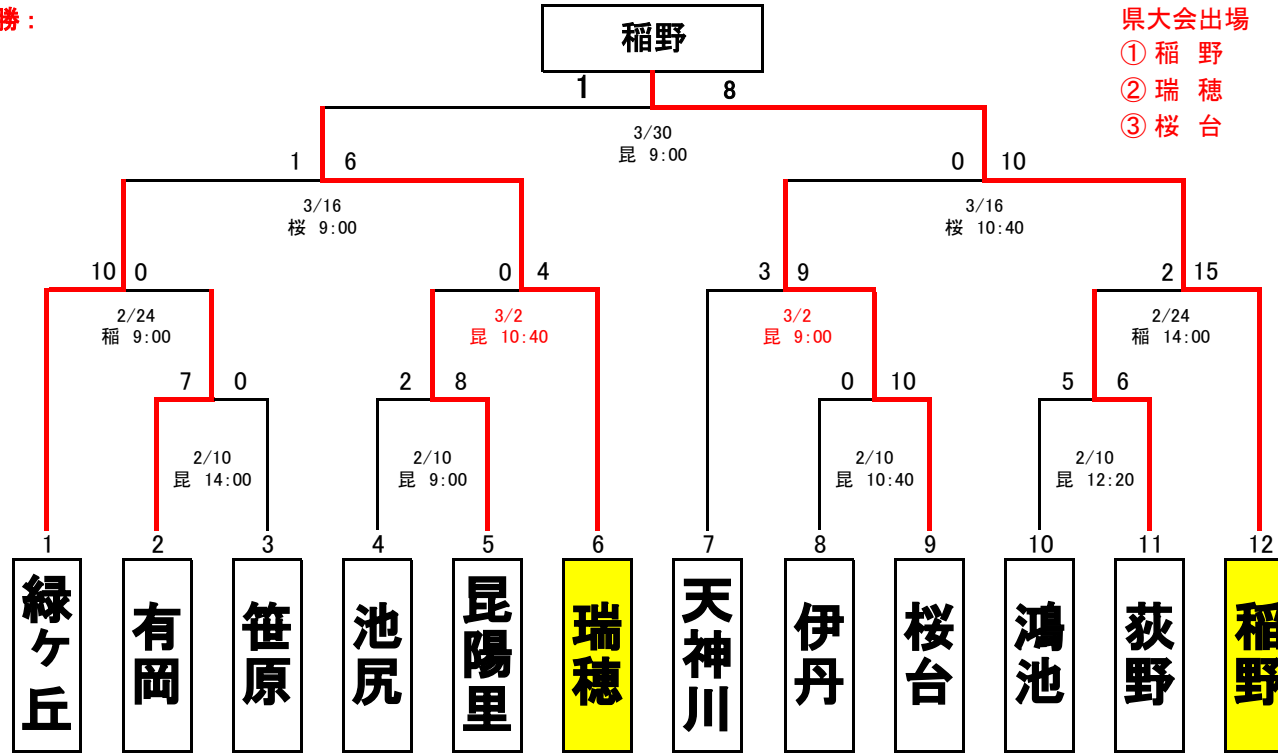 勝：
稲野
県大会出場
① 稲 野
② 瑞 穂
③ 桜 台
1 8
3/30
昆 9:00
1 6
0 10
3/16
桜 9:00
3/16
桜 10:40
10 0
0 4
3 9
2 15
2/24
稲 9:00
3/2
昆 10:40
3/2
昆 9:00
2/24
稲 14:00
7 0
2 8
0 10
5 6
2/10
昆 14:00
2/10
昆 9:00
2/10
昆 10:40
2/10
昆 12:20
1 2 3 4 5 6 7 8 9 10 11 12
緑ケ丘
有岡
笹原
池尻
昆陽里
瑞穂
天神川
伊丹
桜台
鴻池
荻野
稲野